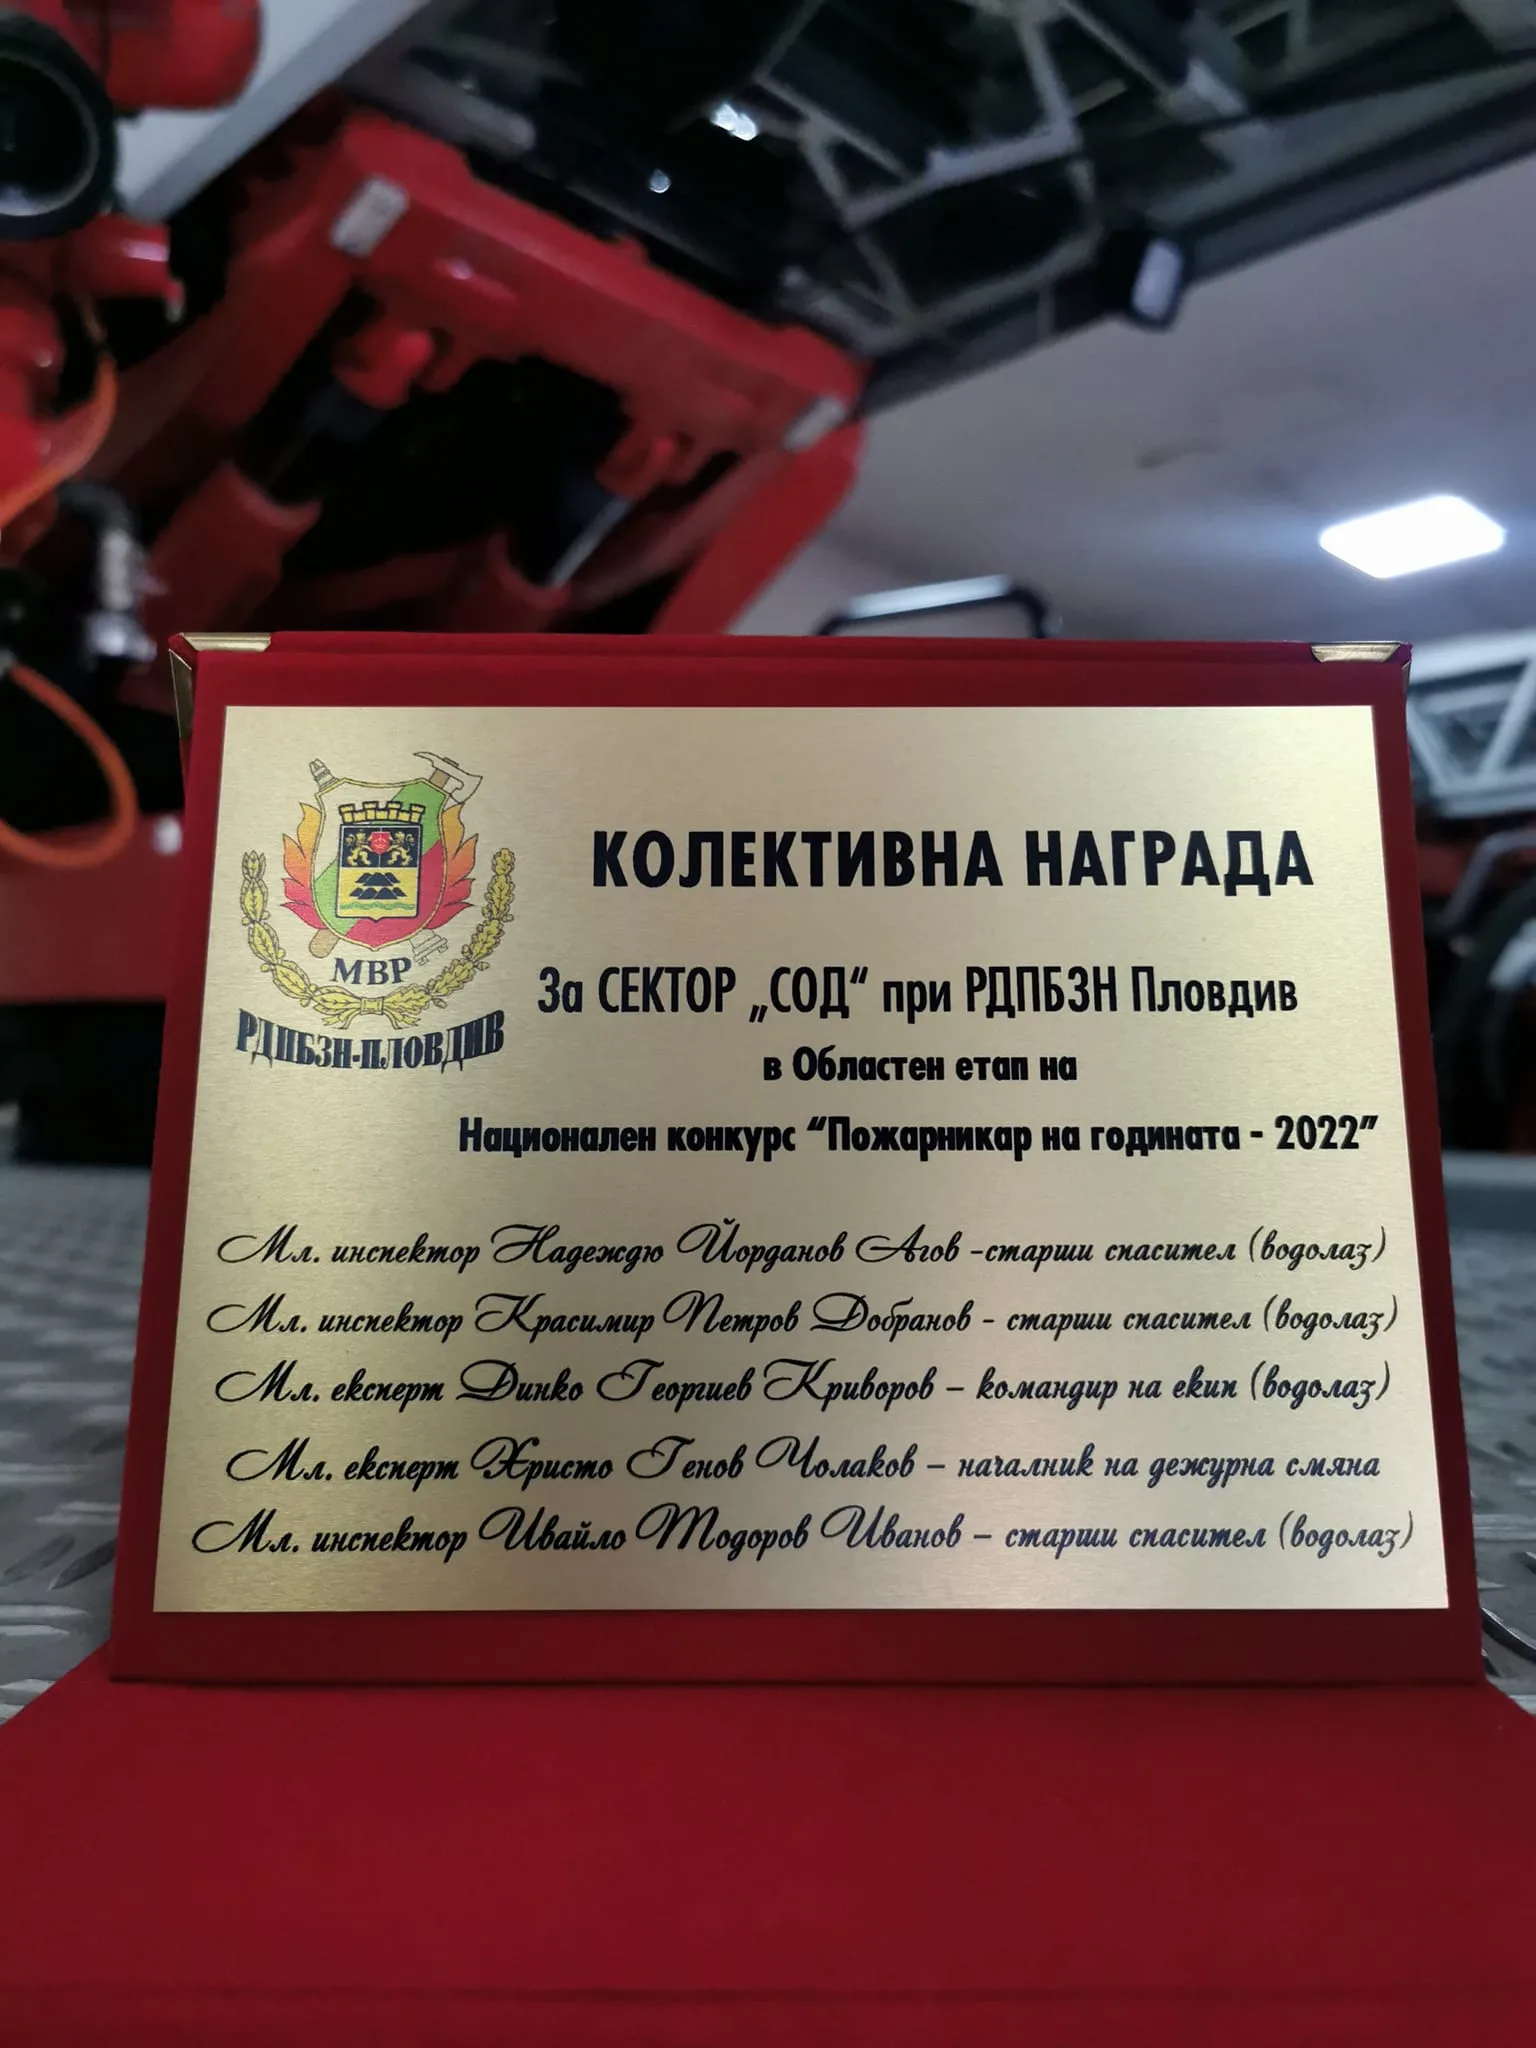 МВР
РДПБЗН-ПЛОВДИВ
КОЛЕКТИВНА НАГРАДА
За СЕКТОР „СОД“ при РДПБЗН Пловдив
в Областен етап на
Национален конкурс “Пожарникар на годината - 2022”
Мл. инспектор Надеждю Йорданов Агов -старши спасител (водолаз)
Мл. инспектор Красимир Петров Добранов - старши спасител (водолаз)
Мл. експерт Динко Георгиев Криворов – командир на екип (водолаз)
Мл. експерт Христо Генов Чолаков – началник на дежурна смяна
Мл. инспектор Ивайло Тодоров Иванов – старши спасител (водолаз)